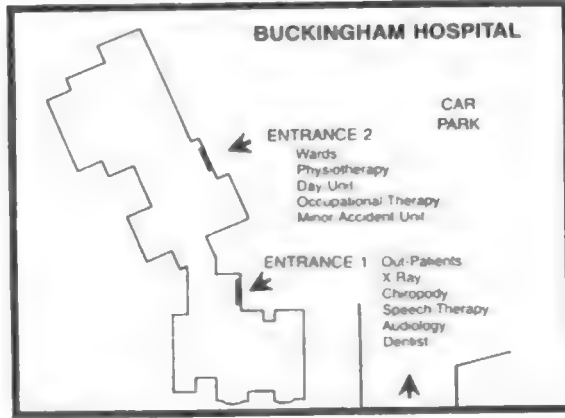 BUCKINGHAM HOSPITAL
CAR
PARK
ENTRANCE 2
Wards
Physiotherapy
Day Unit
Occupational Therapy
Minor Accident Unit
ENTRANCE 1 Out-Patients
X Ray
Chiropody
Speech Therapy
Audiology
Dentist